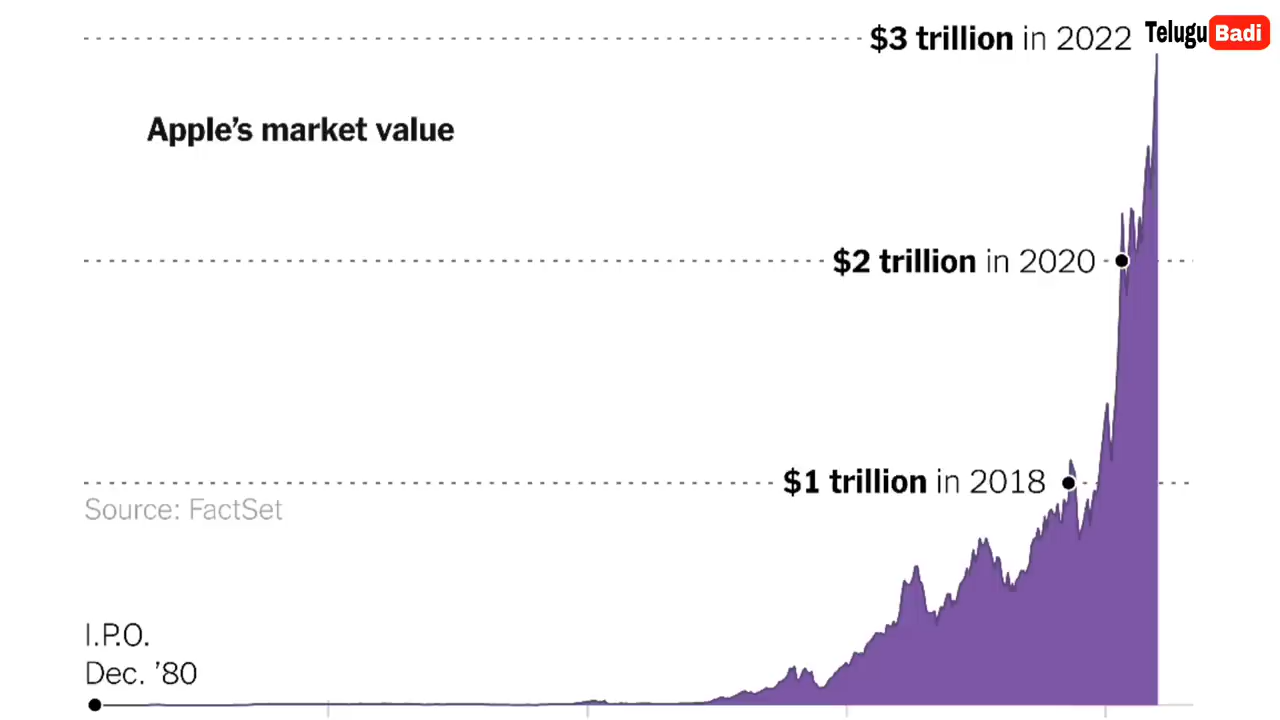 $3 trillion in 2022
Telugu Badi
Apple’s market value
$2 trillion in 2020
$1 trillion in 2018
Source: FactSet
I.P.O.
Dec. ’80